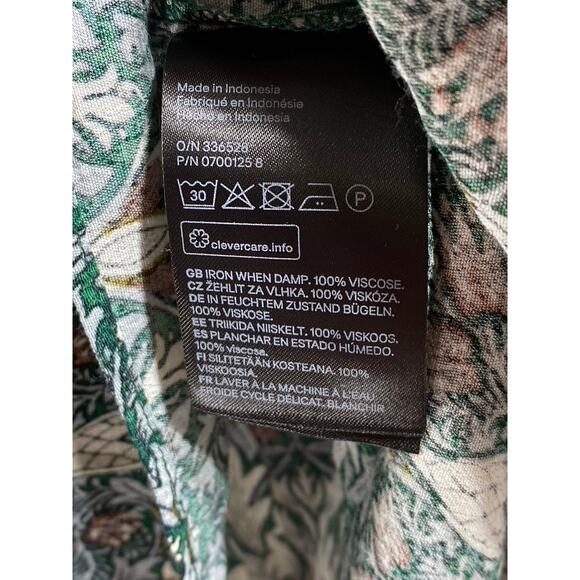 Made in Indonesia
Fabriqué en Indonésie
Hecho en Indonesia
O/N 336528
P/N 0700125 8
30 P
clevercare.info
GB IRON WHEN DAMP. 100% VISCOSE.
CZ ŽEHLIT ZA VLHKA. 100% VISKÓZA.
DE IN FEUCHTEM ZUSTAND BÜGELN.
100% VISKOSE.
EE TRIIKIDA NIISKELT. 100% VISKOOS.
ES PLANCHAR EN ESTADO HÚMEDO.
100% viscosa.
FI SILITETÄÄN KOSTEANA. 100%
VISKOOSIA
FR LAVER À LA MACHINE À L'EAU
FROIDE CYCLE DÉLICAT. BLANCHIR